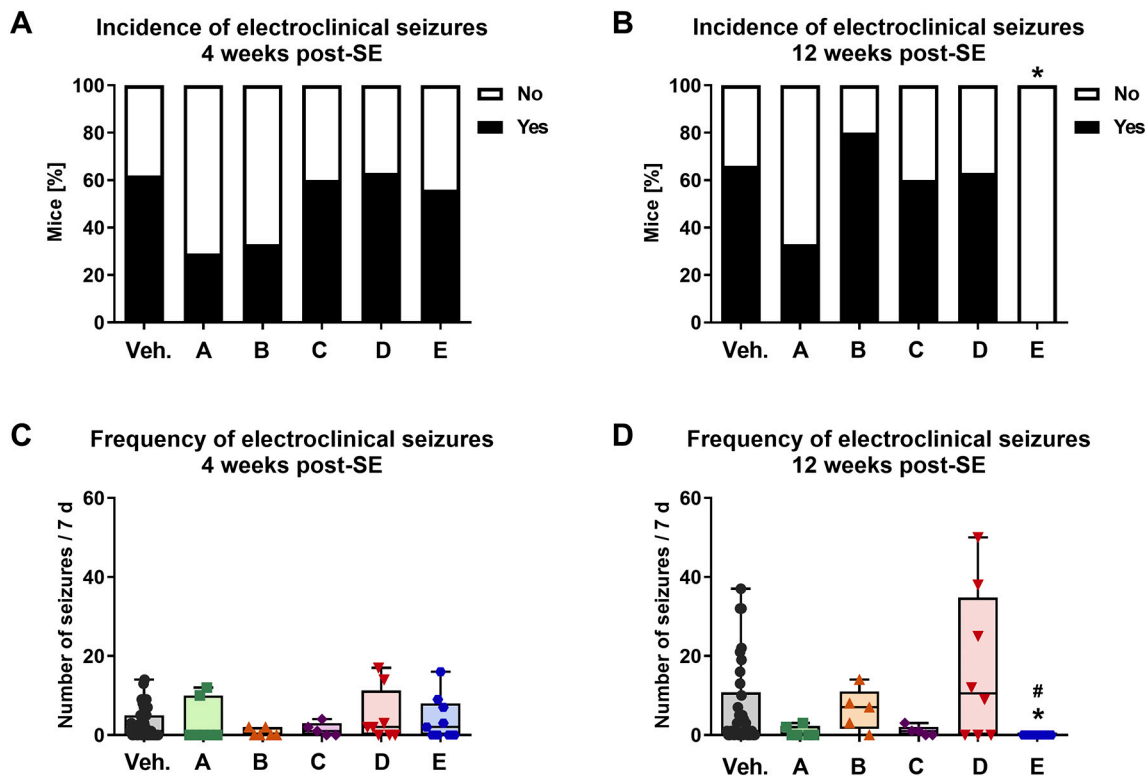 A
Incidence of electroclinical seizures
4 weeks post-SE
Mice [%]
100
80
60
40
20
0
Veh. A B C D E
No
Yes
B
Incidence of electroclinical seizures
12 weeks post-SE
Mice [%]
100
80
60
40
20
0
*
Veh. A B C D E
No
Yes
C
Frequency of electroclinical seizures
4 weeks post-SE
Number of seizures / 7 d
60
40
20
0
Veh. A B C D E
D
Frequency of electroclinical seizures
12 weeks post-SE
Number of seizures / 7 d
60
40
20
0
#
*
Veh. A B C D E